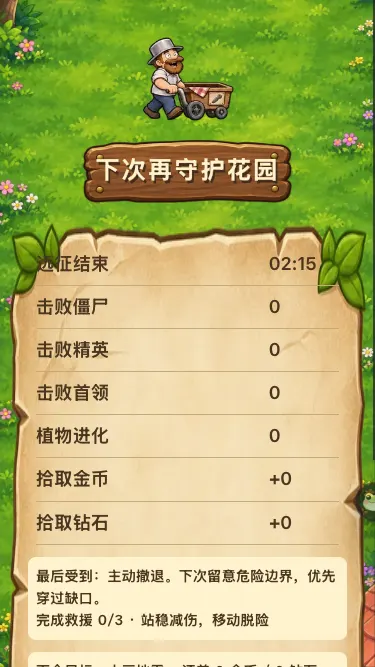 下次再守护花园
远征结束 02:15
击败僵尸 0
击败精英 0
击败首领 0
植物进化 0
拾取金币 +0
拾取钻石 +0
最后受到：主动撤退。下次留意危险边界，优先
穿过缺口。
完成救援 0/3 · 站稳减伤，移动脱险